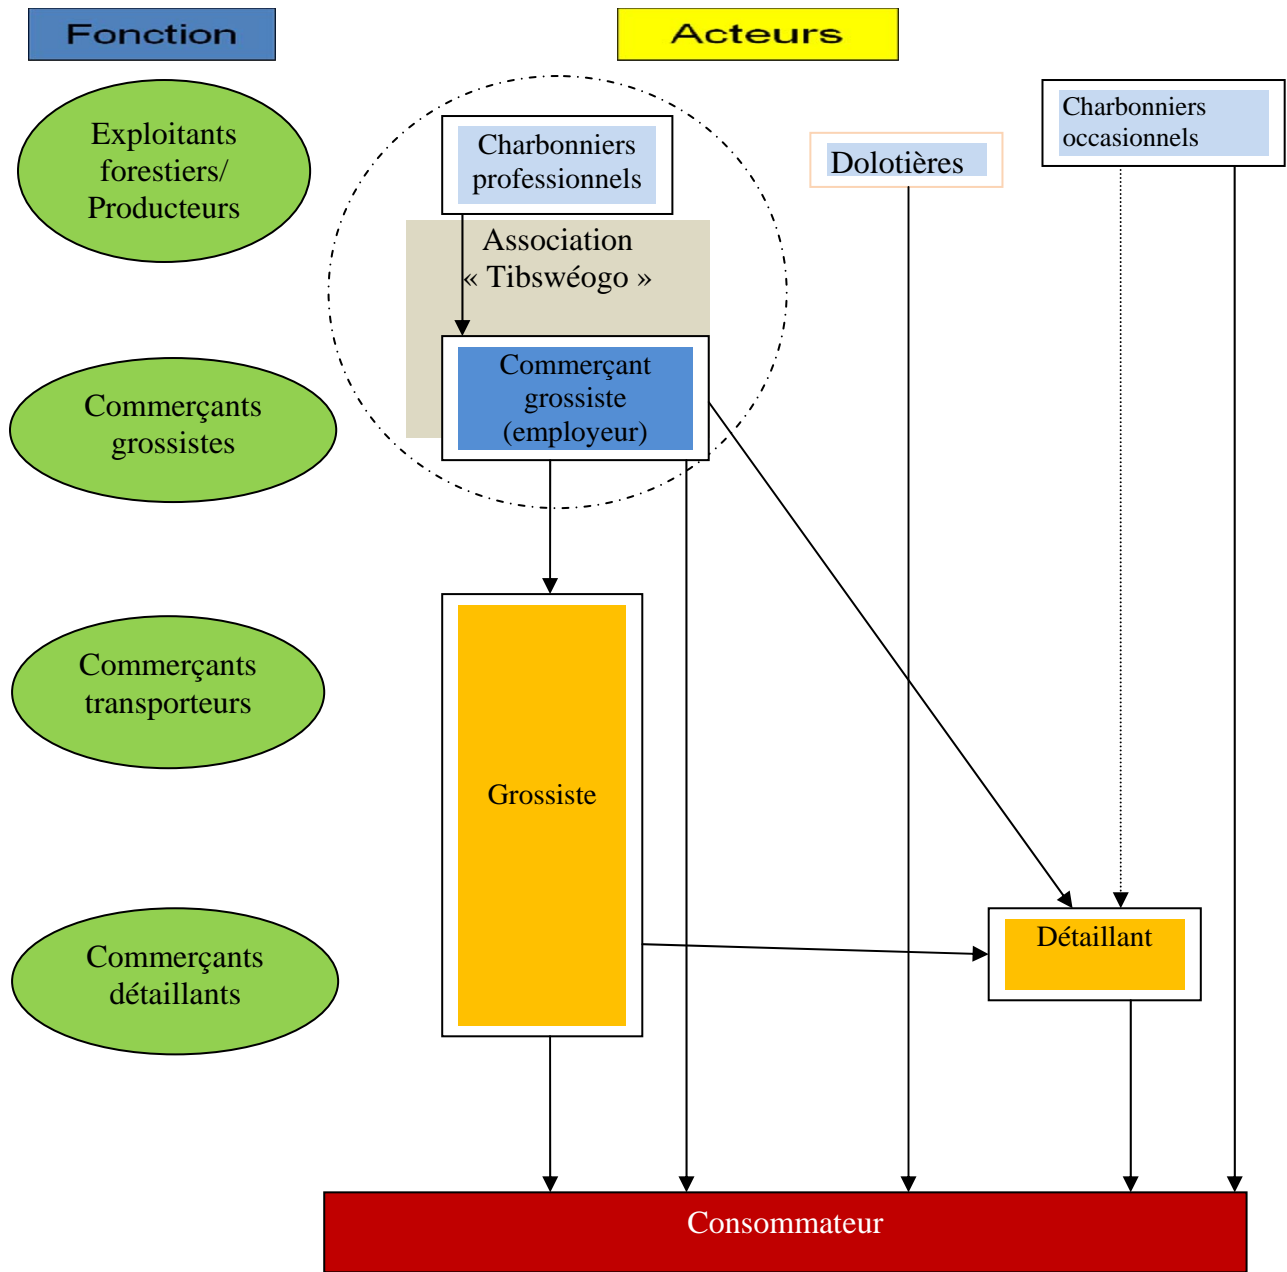 Fonction
Acteurs
Exploitants
forestiers/
Producteurs
Charbonniers
professionnels
Dolotières
Charbonniers
occasionnels
Association
« Tibswéogo »
Commerçants
grossistes
Commerçant
grossiste
(employeur)
Commerçants
transporteurs
Grossiste
Commerçants
détaillants
Détaillant
Consommateur